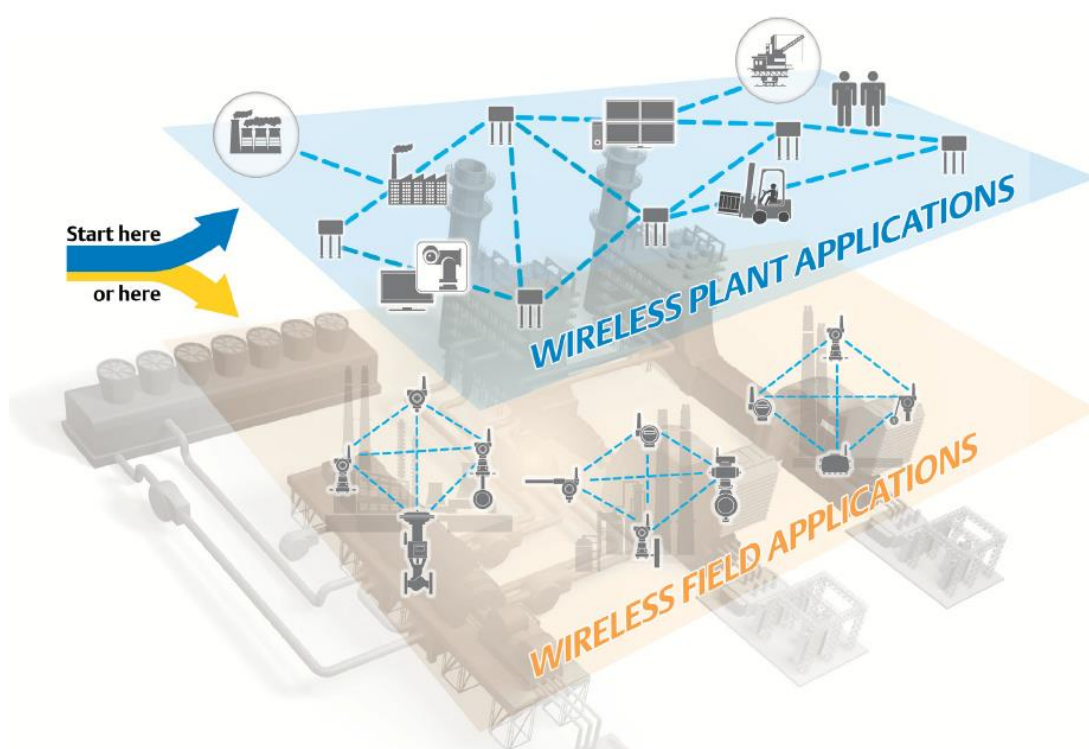 Start here
or here
WIRELESS PLANT APPLICATIONS
WIRELESS FIELD APPLICATIONS